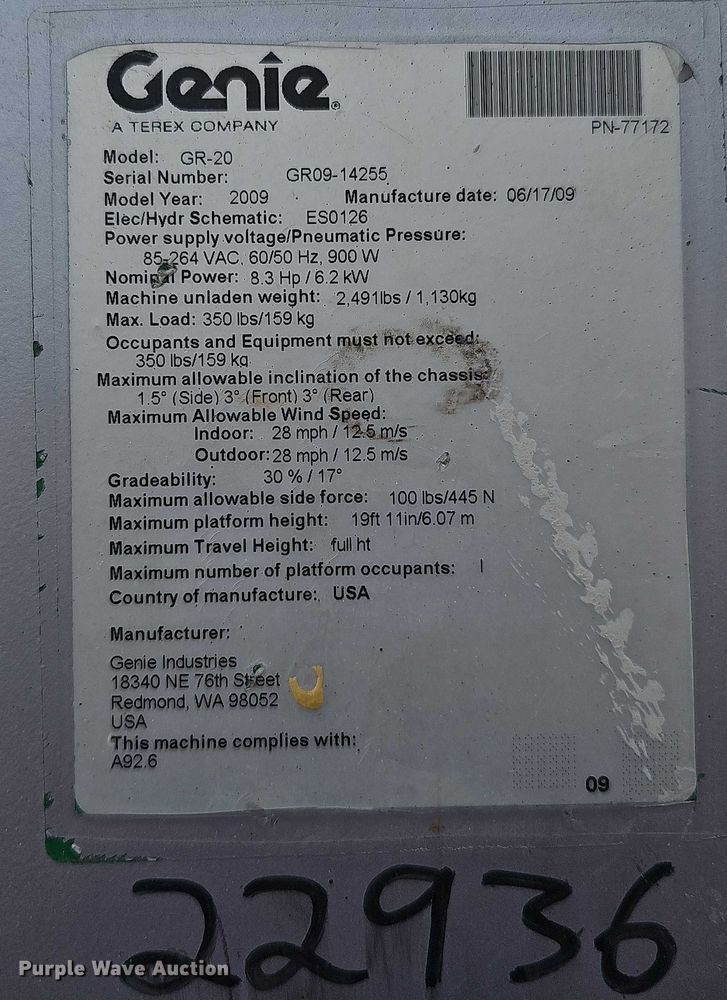 Genie®
A TEREX COMPANY
PN-77172
Model: GR-20
Serial Number: GR09-14255
Model Year: 2009 Manufacture date: 06/17/09
Elec/Hydr Schematic: ES0126
Power supply voltage/Pneumatic Pressure:
85-264 VAC, 60/50 Hz, 900 W
Nominal Power: 8.3 Hp / 6.2 kW
Machine unladen weight: 2,491lbs / 1,130kg
Max. Load: 350 lbs/159 kg
Occupants and Equipment must not exceed:
350 lbs/159 kg
Maximum allowable inclination of the chassis:
1.5° (Side) 3° (Front) 3° (Rear)
Maximum Allowable Wind Speed:
Indoor: 28 mph / 12.5 m/s
Outdoor: 28 mph / 12.5 m/s
Gradeability: 30 % / 17°
Maximum allowable side force: 100 lbs/445 N
Maximum platform height: 19ft 11in/6.07 m
Maximum Travel Height: full ht
Maximum number of platform occupants: 1
Country of manufacture: USA
Manufacturer:
Genie Industries
18340 NE 76th Street
Redmond, WA 98052
USA
This machine complies with:
A92.6
09
22936
Purple Wave Auction